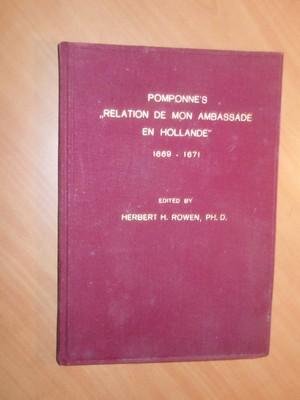 POMPONNE'S
„RELATION DE MON AMBASSADE
EN HOLLANDE"
1669 - 1671
EDITED BY
HERBERT H. ROWEN, PH. D.